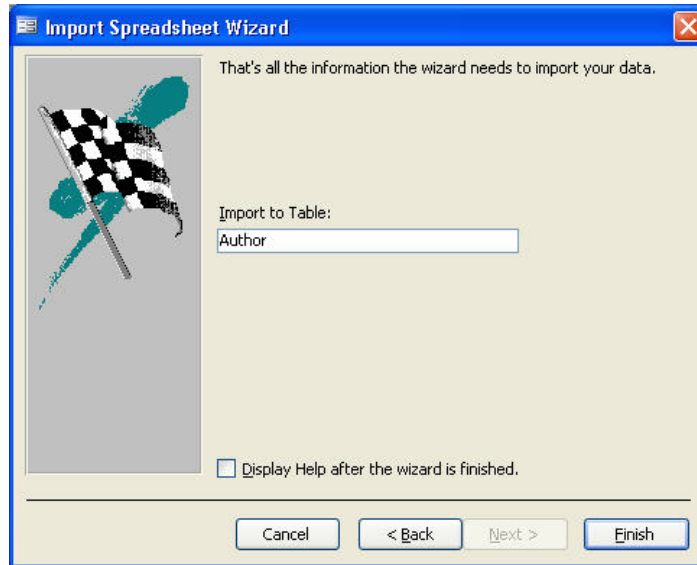 Import Spreadsheet Wizard
That's all the information the wizard needs to import your data.
Import to Table:
Author
Display Help after the wizard is finished.
Cancel
< Back
Next >
Finish